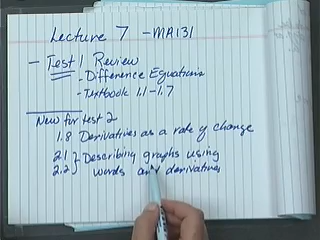 Lecture 7 - MA131
- Test 1 Review
- Difference Equations
- Textbook 1.1-1.7
New for test 2
1.8 Derivatives as a rate of change
2.1 } Describing graphs using
2.2 } words and derivatives